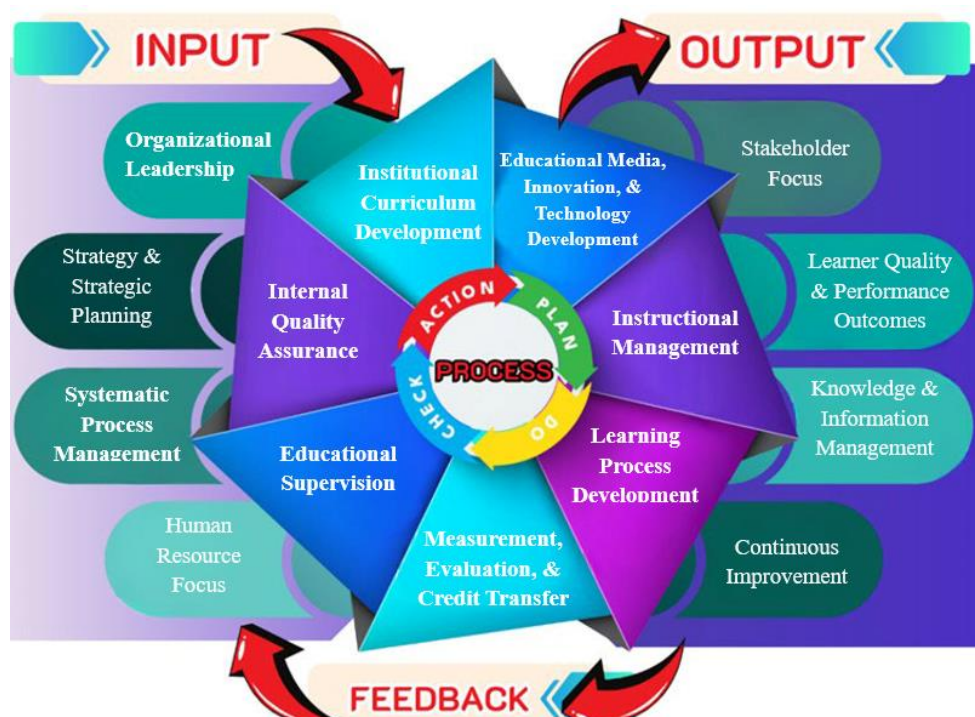 INPUT
OUTPUT
Organizational
Leadership
Strategy &
Strategic
Planning
Systematic
Process
Management
Human
Resource
Focus
Institutional
Curriculum
Development
Educational Media,
Innovation, &
Technology
Development
Instructional
Management
Learning
Process
Development
Measurement,
Evaluation, &
Credit Transfer
Educational
Supervision
Internal
Quality
Assurance
ACTION
PLAN
DO
CHECK
PROCESS
Stakeholder
Focus
Learner Quality
& Performance
Outcomes
Knowledge &
Information
Management
Continuous
Improvement
FEEDBACK